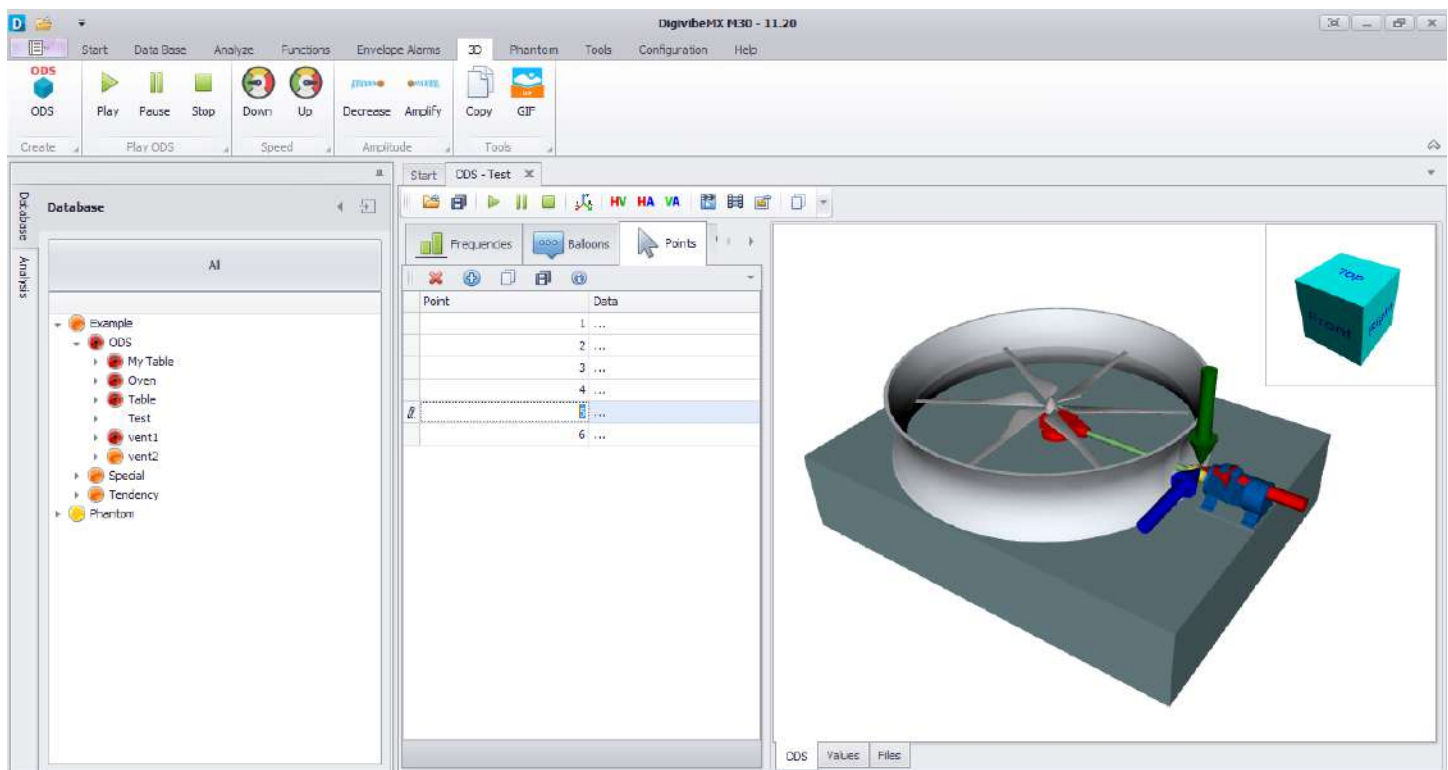 DigivibeMX M30 - 11.20
Start Data Base Analyze Functions Envelope Alarms 3D Phantom Tools Configuration Help
ODS
ODS Play Pause Stop Down Up Decrease Amplify Copy GIF
Create Play ODS Speed Amplitude Tools
Start ODS - Test
Database
Analysis
Database
HV HA VA
All
Frequencies Baloons Points
Point Data
1 ...
2 ...
3 ...
4 ...
5 ...
6 ...
Example
ODS
My Table
Oven
Table
Test
vent1
vent2
Special
Tendency
Phantom
TOP
Front
Right
ODS Values Files